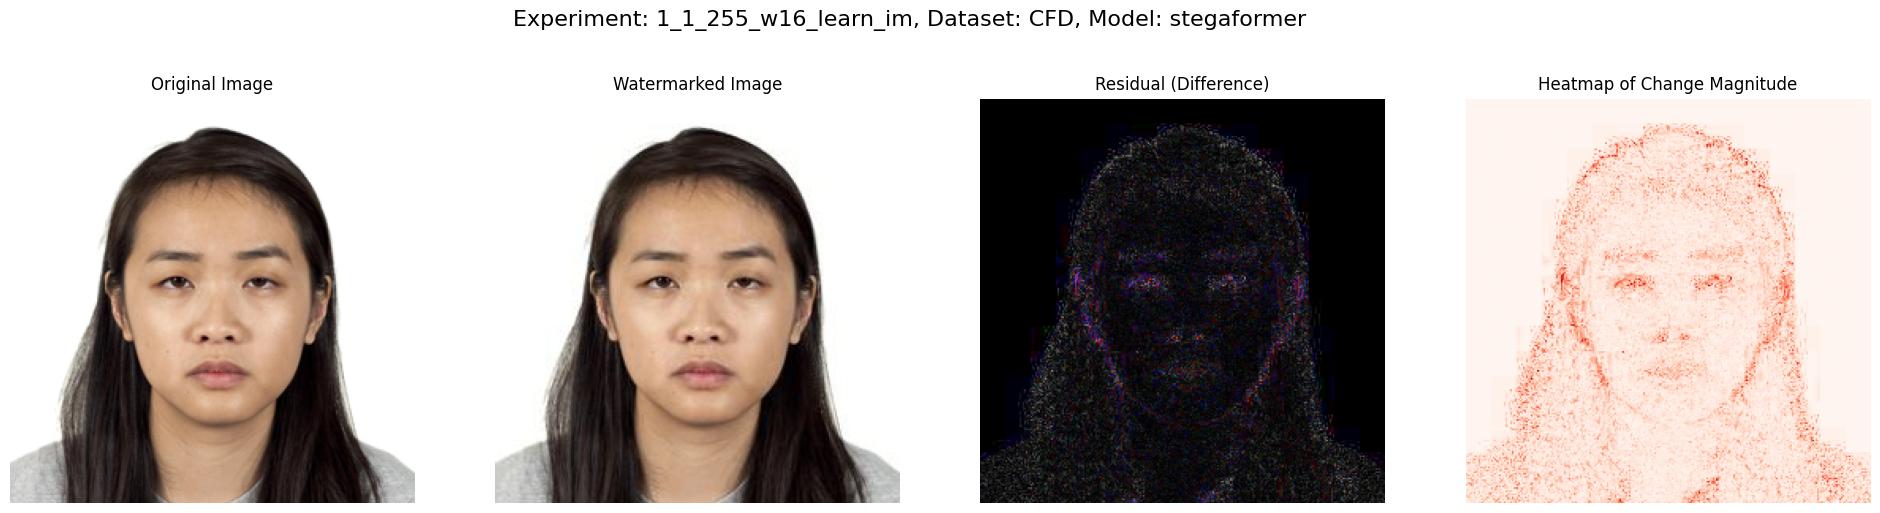 Experiment: 1_1_255_w16_learn_im, Dataset: CFD, Model: stegaformer
Original Image
Watermarked Image
Residual (Difference)
Heatmap of Change Magnitude